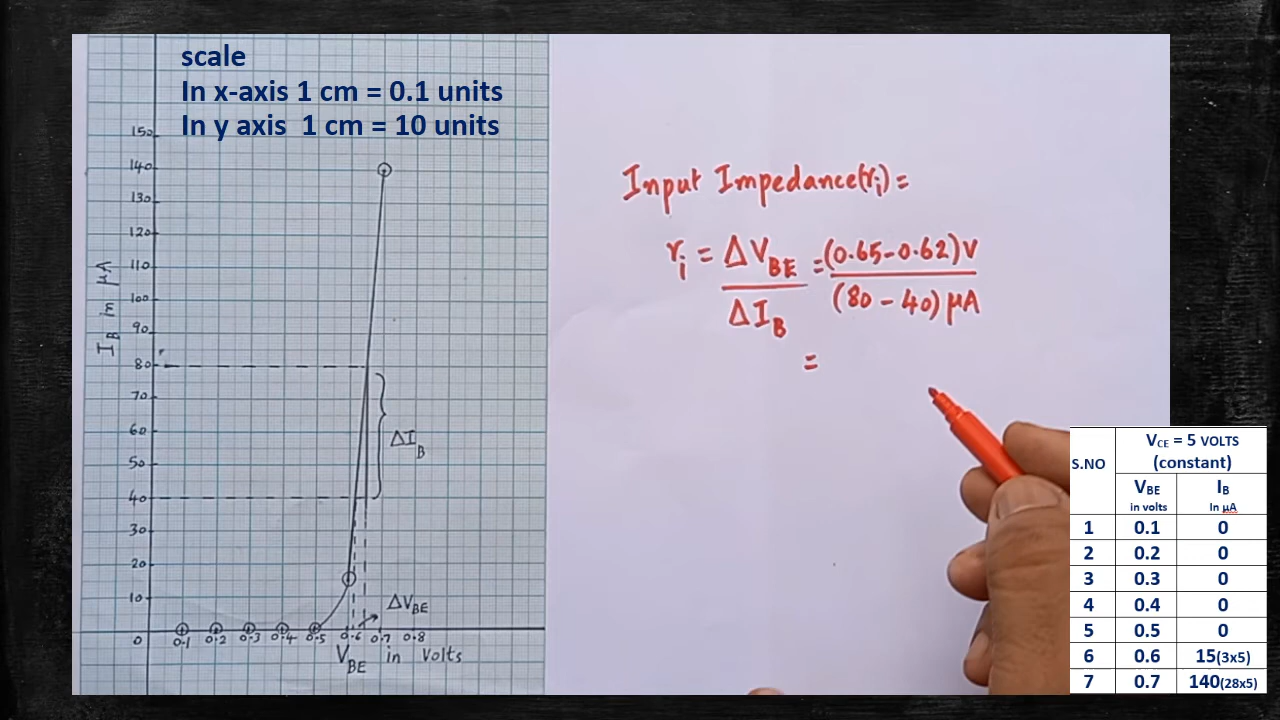 scale
In x-axis 1 cm = 0.1 units
In y axis 1 cm = 10 units
150
140
130
120
110
100
90
80
70
60
50
40
30
20
10
0
I_B in µA
ΔI_B
ΔV_BE
0.1 0.2 0.3 0.4 0.5 0.6 0.7 0.8
V_BE in Volts
Input Impedance(r_i) =
r_i = ΔV_BE / ΔI_B = (0.65-0.62)V / (80 - 40) µA
=
S.NO VCE = 5 VOLTS
(constant)
VBE IB
in volts In µA
1 0.1 0
2 0.2 0
3 0.3 0
4 0.4 0
5 0.5 0
6 0.6 15(3x5)
7 0.7 140(28x5)